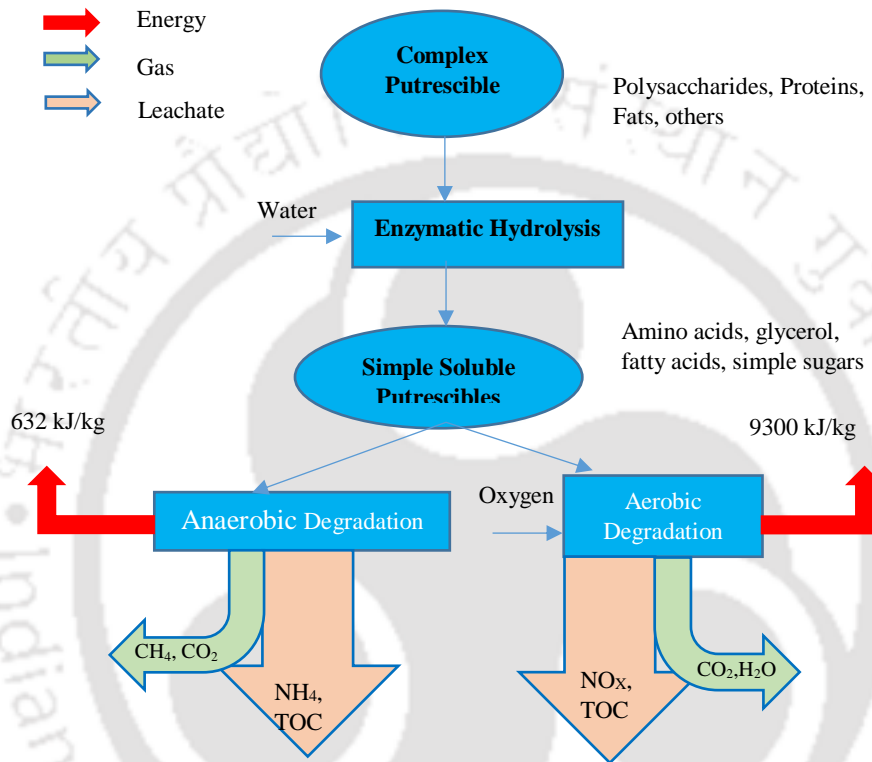 Energy
Gas
Leachate
Complex
Putrescible
Polysaccharides, Proteins,
Fats, others
Water
Enzymatic Hydrolysis
Simple Soluble
Putrescibles
Amino acids, glycerol,
fatty acids, simple sugars
632 kJ/kg
9300 kJ/kg
Anaerobic Degradation
Oxygen
Aerobic
Degradation
CH₄, CO₂
NH₄,
TOC
NOx,
TOC
CO₂,H₂O
Indian